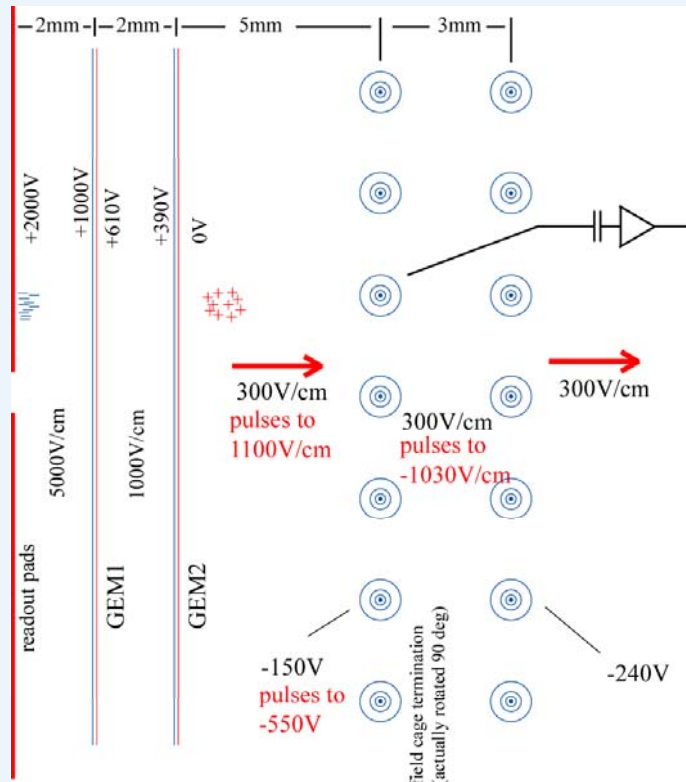 2mm
2mm
5mm
3mm
+2000V
+1000V
+610V
+390V
0V
300V/cm
pulses to
1100V/cm
300V/cm
pulses to
-1030V/cm
300V/cm
5000V/cm
1000V/cm
readout pads
GEM1
GEM2
-150V
pulses to
-550V
field cage termination
(actually rotated 90 deg)
-240V